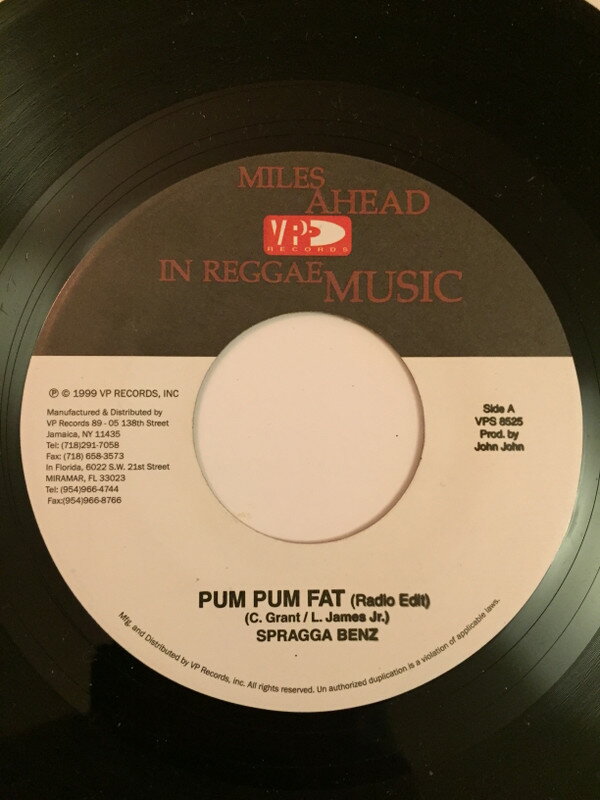 MILES
AHEAD
VP
RECORDS
IN REGGAE MUSIC
℗ © 1999 VP RECORDS, INC
Manufactured & Distributed by
VP Records 89 - 05 138th Street
Jamaica, NY 11435
Tel: (718)291-7058
Fax: (718) 658-3573
In Florida, 6022 S.W. 21st Street
MIRAMAR, FL 33023
Tel: (954)966-4744
Fax:(954)966-8766
Side A
VPS 8525
Prod. by
John John
PUM PUM FAT (Radio Edit)
(C. Grant / L. James Jr.)
SPRAGGA BENZ
Mfg. and Distributed by VP Records, Inc. All rights reserved. Un authorized duplication is a violation of applicable laws.